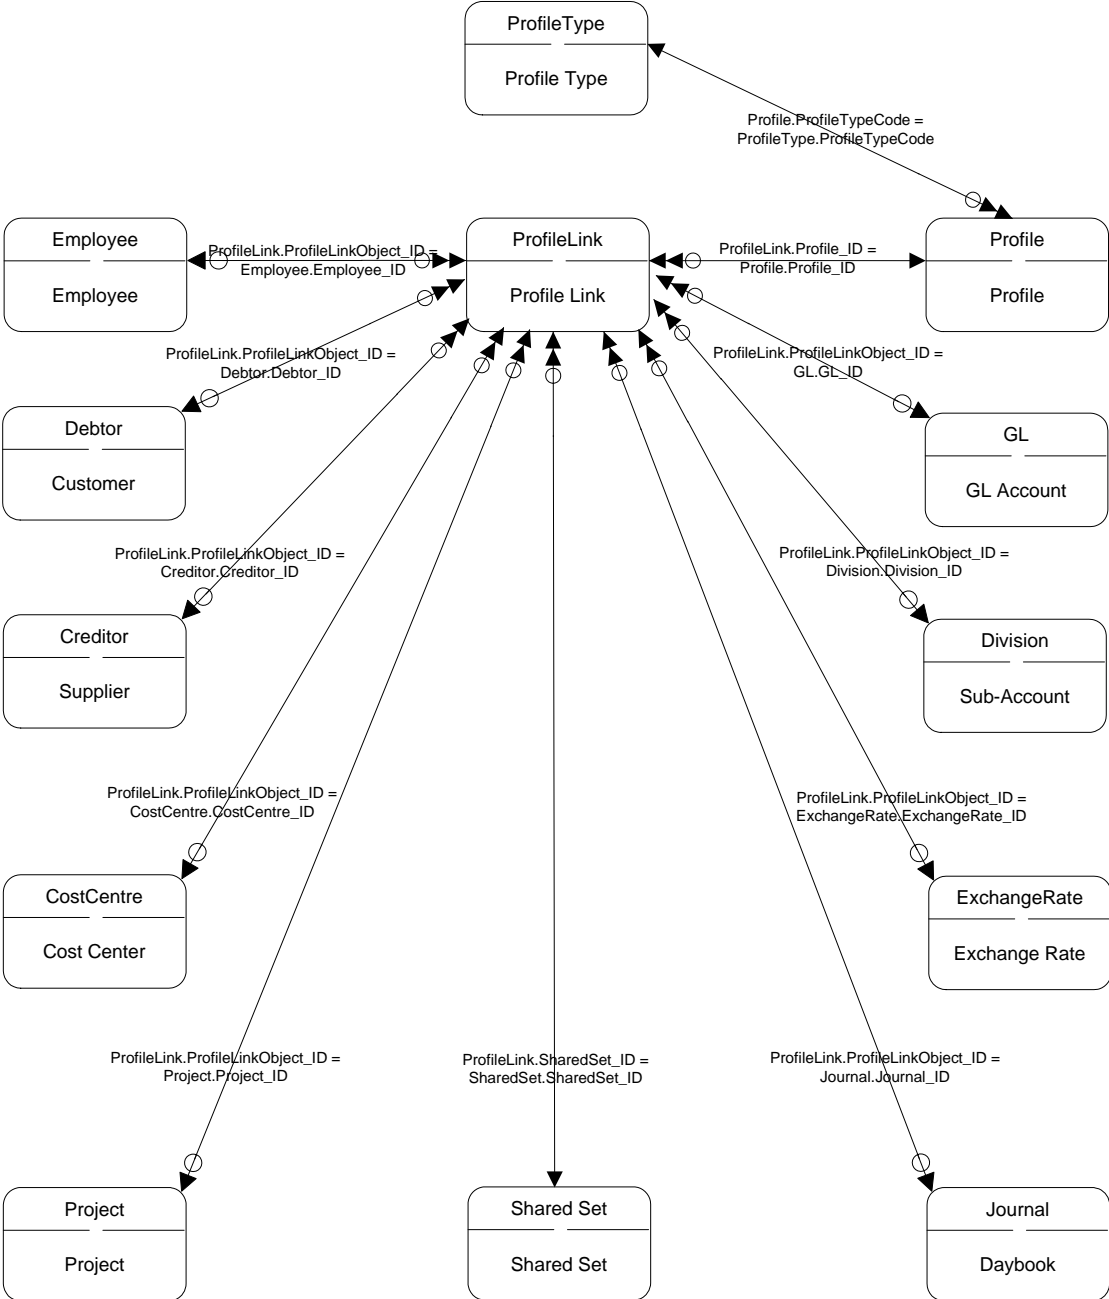 ProfileType
Profile Type
Profile.ProfileTypeCode =
ProfileType.ProfileTypeCode
Employee
Employee
ProfileLink.ProfileLinkObject_ID =
Employee.Employee_ID
ProfileLink
Profile Link
ProfileLink.Profile_ID =
Profile.Profile_ID
Profile
Profile
ProfileLink.ProfileLinkObject_ID =
Debtor.Debtor_ID
ProfileLink.ProfileLinkObject_ID =
GL.GL_ID
Debtor
Customer
GL
GL Account
ProfileLink.ProfileLinkObject_ID =
Creditor.Creditor_ID
ProfileLink.ProfileLinkObject_ID =
Division.Division_ID
Creditor
Supplier
Division
Sub-Account
ProfileLink.ProfileLinkObject_ID =
CostCentre.CostCentre_ID
ProfileLink.ProfileLinkObject_ID =
ExchangeRate.ExchangeRate_ID
CostCentre
Cost Center
ExchangeRate
Exchange Rate
ProfileLink.ProfileLinkObject_ID =
Project.Project_ID
ProfileLink.SharedSet_ID =
SharedSet.SharedSet_ID
ProfileLink.ProfileLinkObject_ID =
Journal.Journal_ID
Project
Project
Shared Set
Shared Set
Journal
Daybook